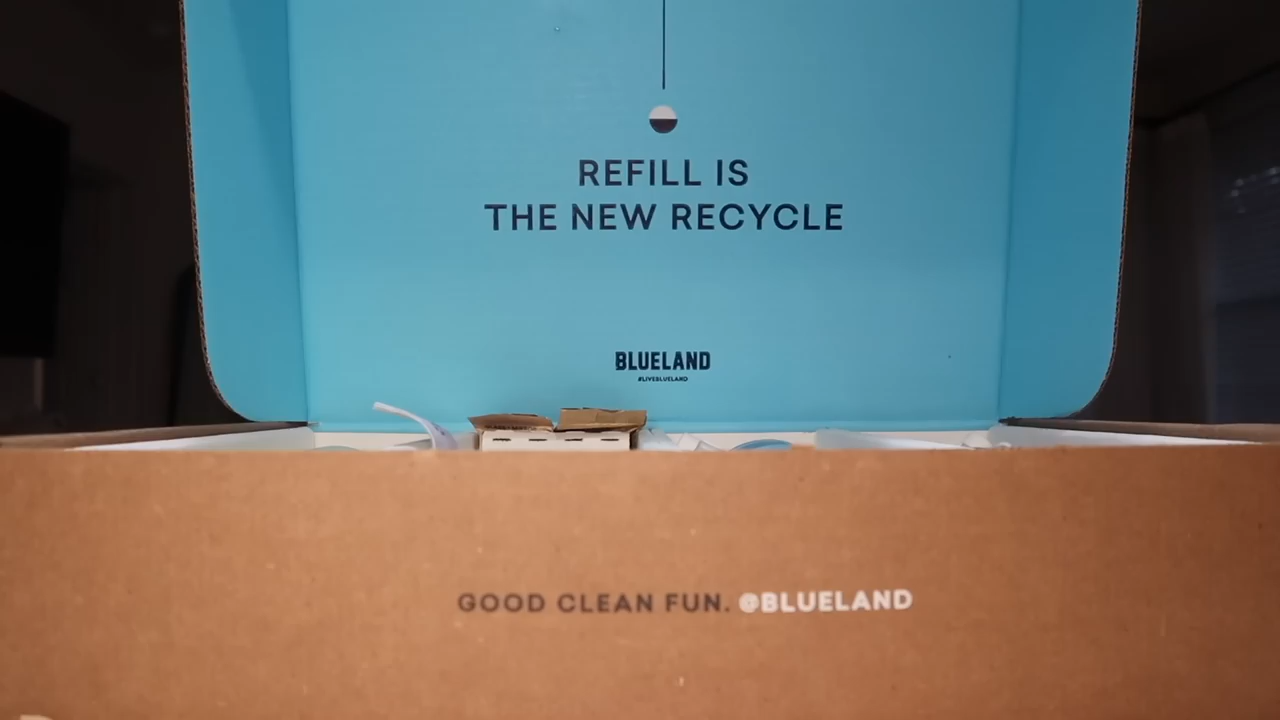 REFILL IS
THE NEW RECYCLE
BLUELAND
#LIVEBLUELAND
GOOD CLEAN FUN. @BLUELAND